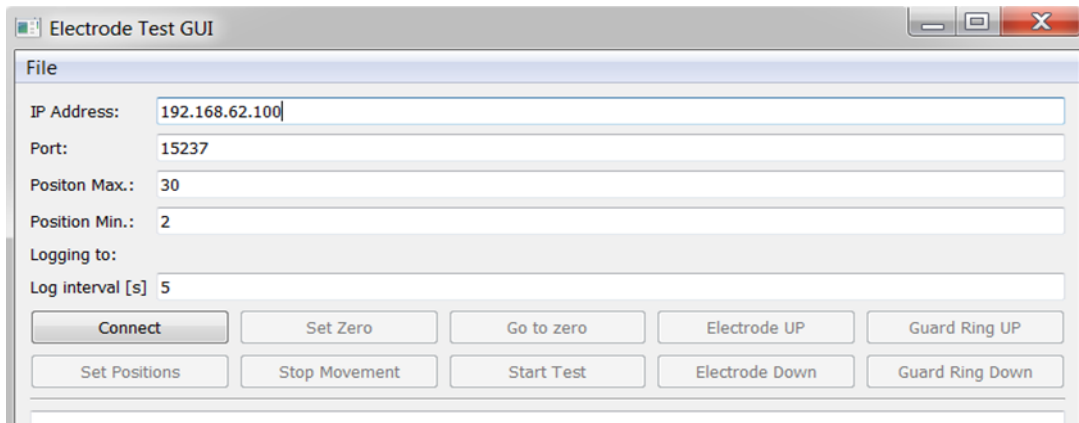 Electrode Test GUI
File
IP Address: 192.168.62.100
Port: 15237
Positon Max.: 30
Position Min.: 2
Logging to:
Log interval [s] 5
Connect Set Zero Go to zero Electrode UP Guard Ring UP
Set Positions Stop Movement Start Test Electrode Down Guard Ring Down